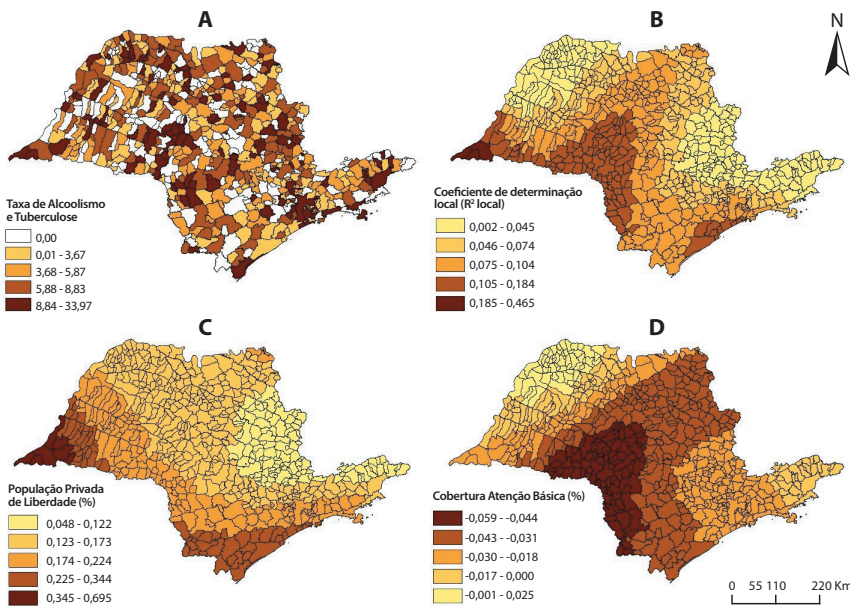 A
Taxa de Alcoolismo
e Tuberculose
0,00
0,01 - 3,67
3,68 - 5,87
5,88 - 8,83
8,84 - 33,97
B
N
Coeficiente de determinação
local (R² local)
0,002 - 0,045
0,046 - 0,074
0,075 - 0,104
0,105 - 0,184
0,185 - 0,465
C
População Privada
de Liberdade (%)
0,048 - 0,122
0,123 - 0,173
0,174 - 0,224
0,225 - 0,344
0,345 - 0,695
D
Cobertura Atenção Básica (%)
-0,059 - -0,044
-0,043 - -0,031
-0,030 - -0,018
-0,017 - 0,000
-0,001 - 0,025
0 55 110 220 Km